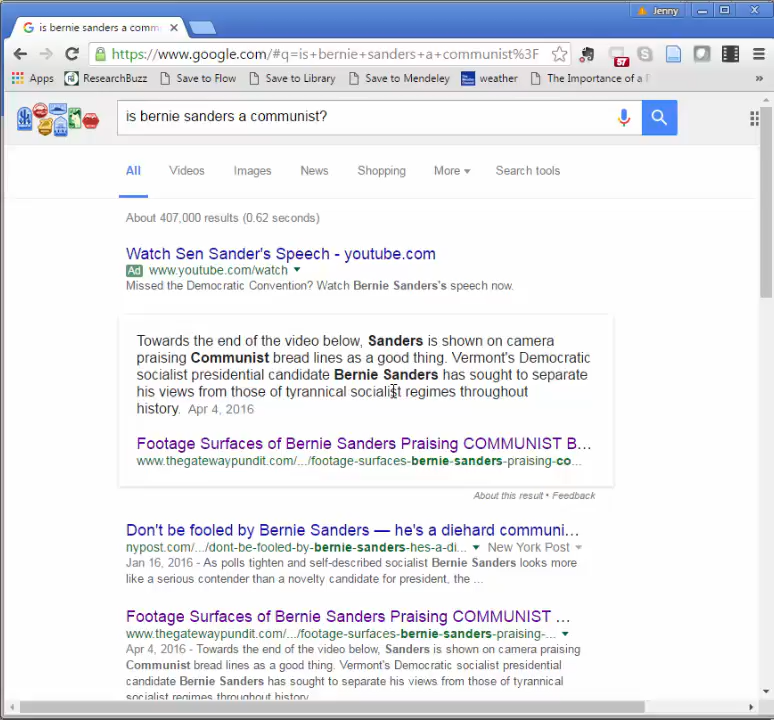 Jenny
is bernie sanders a comm
https://www.google.com/#q=is+bernie+sanders+a+communist%3F
57
Apps ResearchBuzz Save to Flow Save to Library Save to Mendeley weather The Importance of a
is bernie sanders a communist?
All Videos Images News Shopping More Search tools
About 407,000 results (0.62 seconds)
Watch Sen Sander's Speech - youtube.com
Ad www.youtube.com/watch
Missed the Democratic Convention? Watch Bernie Sanders's speech now.
Towards the end of the video below, Sanders is shown on camera
praising Communist bread lines as a good thing. Vermont's Democratic
socialist presidential candidate Bernie Sanders has sought to separate
his views from those of tyrannical socialist regimes throughout
history. Apr 4, 2016
Footage Surfaces of Bernie Sanders Praising COMMUNIST B...
www.thegatewaypundit.com/.../footage-surfaces-bernie-sanders-praising-co...
About this result • Feedback
Don't be fooled by Bernie Sanders — he's a diehard communi...
nypost.com/.../dont-be-fooled-by-bernie-sanders-hes-a-di... New York Post
Jan 16, 2016 - As polls tighten and self-described socialist Bernie Sanders looks more
like a serious contender than a novelty candidate for president, the ...
Footage Surfaces of Bernie Sanders Praising COMMUNIST ...
www.thegatewaypundit.com/.../footage-surfaces-bernie-sanders-praising-...
Apr 4, 2016 - Towards the end of the video below, Sanders is shown on camera praising
Communist bread lines as a good thing. Vermont's Democratic socialist presidential
candidate Bernie Sanders has sought to separate his views from those of tyrannical
socialist regimes throughout history.